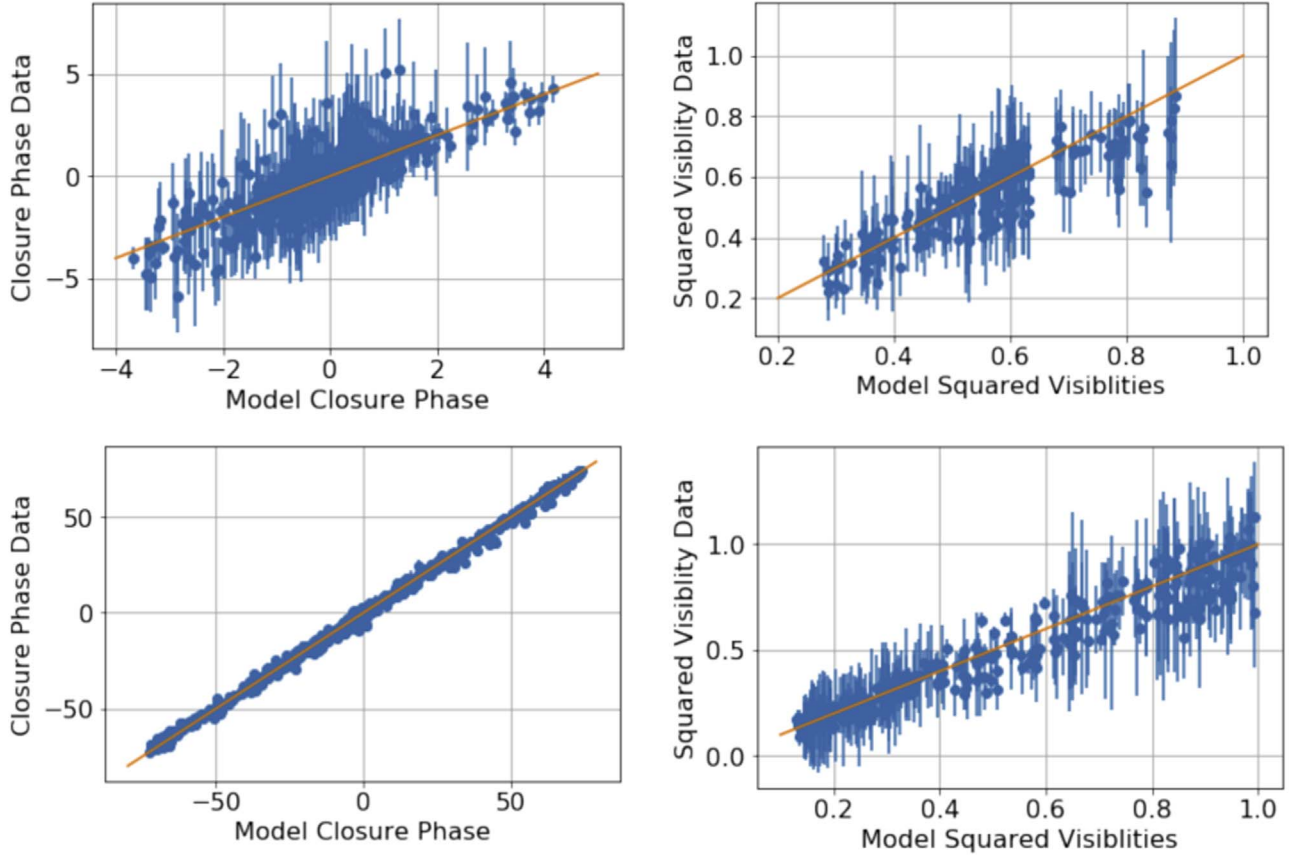 Closure Phase Data
5
0
−5
−4 −2 0 2 4
Model Closure Phase
Squared Visiblity Data
1.0
0.8
0.6
0.4
0.2
0.2 0.4 0.6 0.8 1.0
Model Squared Visiblities
Closure Phase Data
50
0
−50
−50 0 50
Model Closure Phase
Squared Visiblity Data
1.0
0.5
0.0
0.2 0.4 0.6 0.8 1.0
Model Squared Visiblities